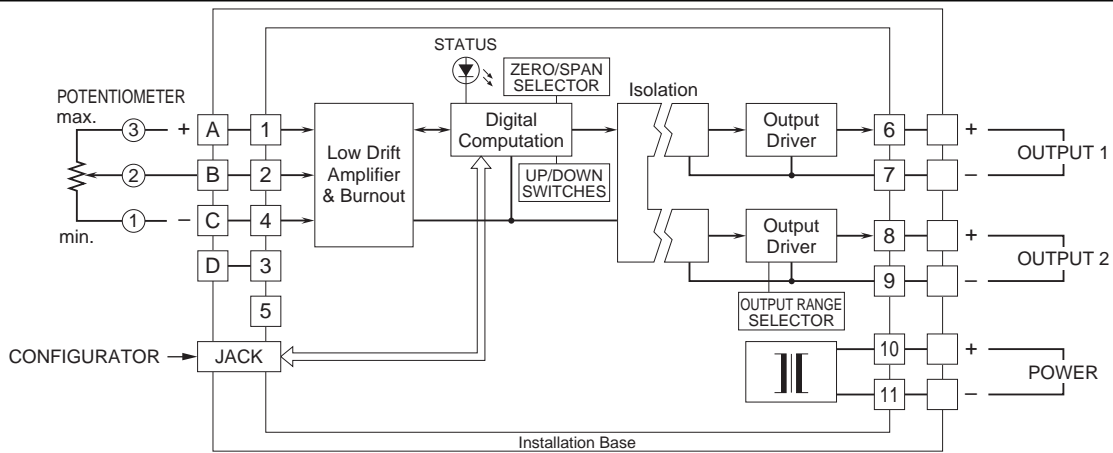 STATUS
ZERO/SPAN
SELECTOR
POTENTIOMETER
max.
3
+
A
1
2
B
2
1
–
C
4
min.
D
3
5
Low Drift
Amplifier
& Burnout
Digital
Computation
UP/DOWN
SWITCHES
Isolation
Output
Driver
6
+
7
–
OUTPUT 1
Output
Driver
8
+
9
–
OUTPUT 2
OUTPUT RANGE
SELECTOR
CONFIGURATOR
JACK
10
+
11
–
POWER
Installation Base